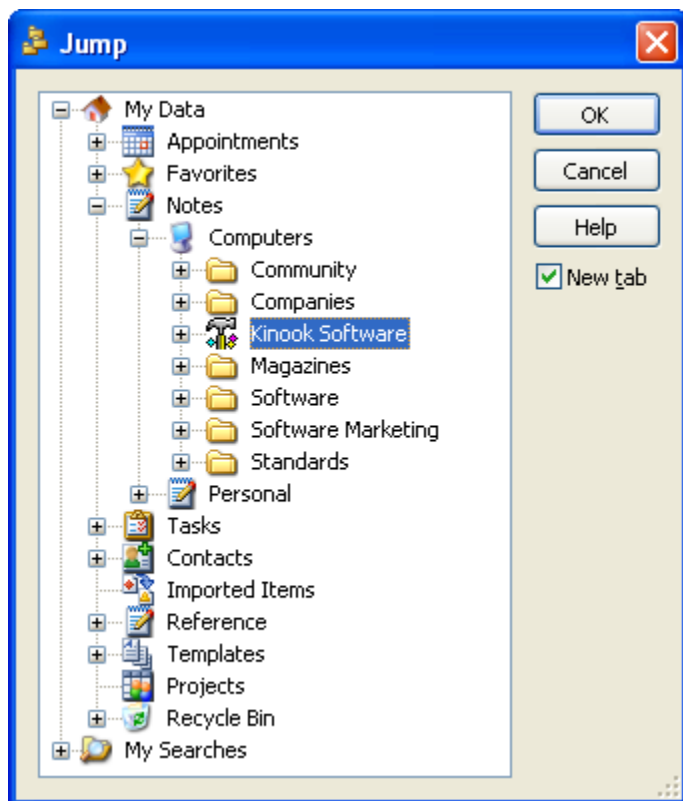 Jump
My Data
Appointments
Favorites
Notes
Computers
Community
Companies
Kinook Software
Magazines
Software
Software Marketing
Standards
Personal
Tasks
Contacts
Imported Items
Reference
Templates
Projects
Recycle Bin
My Searches
OK
Cancel
Help
New tab